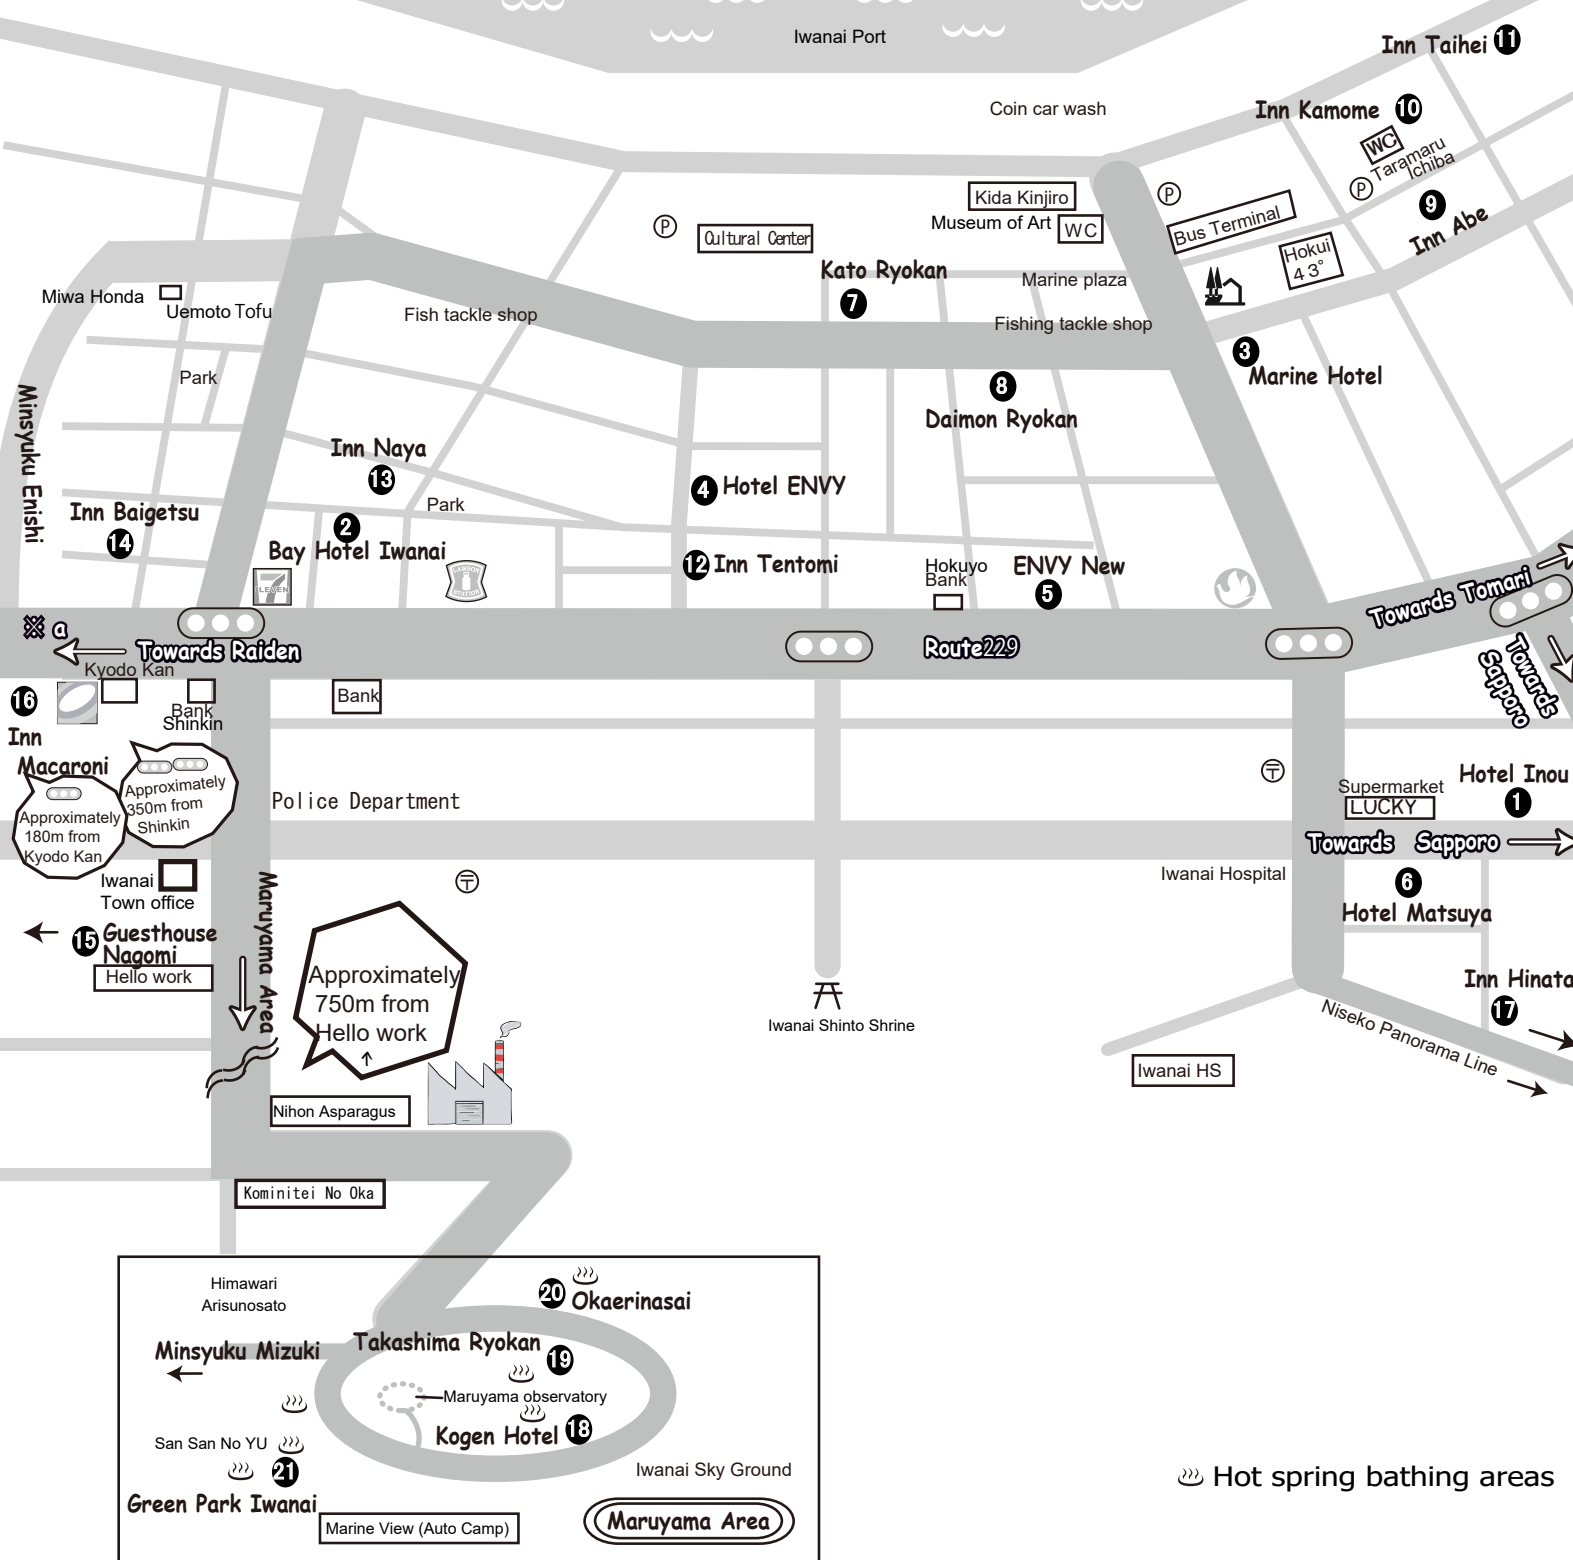 Iwanai Port
Inn Taihei 11
Coin car wash
Inn Kamome 10
WC
Taramaru
Ichiba
P
P
Kida Kinjiro
Museum of Art
WC
9
Inn Abe
P
Cultural Center
Bus Terminal
Hokui
43°
Kato Ryokan
7
Marine plaza
Miwa Honda
Uemoto Tofu
Fish tackle shop
Fishing tackle shop
3
Marine Hotel
Park
8
Daimon Ryokan
Minsyuku Enishi
Inn Naya
13
4 Hotel ENVY
Park
Inn Baigetsu
14
2
Bay Hotel Iwanai
7
ELEVEN
LAWSON
STATION
12 Inn Tentomi
Hokuyo
Bank
ENVY New
5
Towards Tomari
※ a
Towards Raiden
Route229
Towards
Sapporo
Kyodo Kan
16
Inn
Macaroni
Bank
Shinkin
Bank
Approximately
350m from
Shinkin
Approximately
180m from
Kyodo Kan
Police Department
〒
Supermarket
LUCKY
Hotel Inou
1
Towards Sapporo
Iwanai
Town office
〒
Iwanai Hospital
6
Hotel Matsuya
15 Guesthouse
Nagomi
Hello work
Maruyama Area
Approximately
750m from
Hello work
Inn Hinata
17
Niseko Panorama Line
Iwanai Shinto Shrine
Iwanai HS
Nihon Asparagus
Kominitei No Oka
Himawari
Arisunosato
20 Okaerinasai
Minsyuku Mizuki
Takashima Ryokan 19
Maruyama observatory
Kogen Hotel 18
San San No YU
21
Green Park Iwanai
Iwanai Sky Ground
Marine View (Auto Camp)
Maruyama Area
Hot spring bathing areas